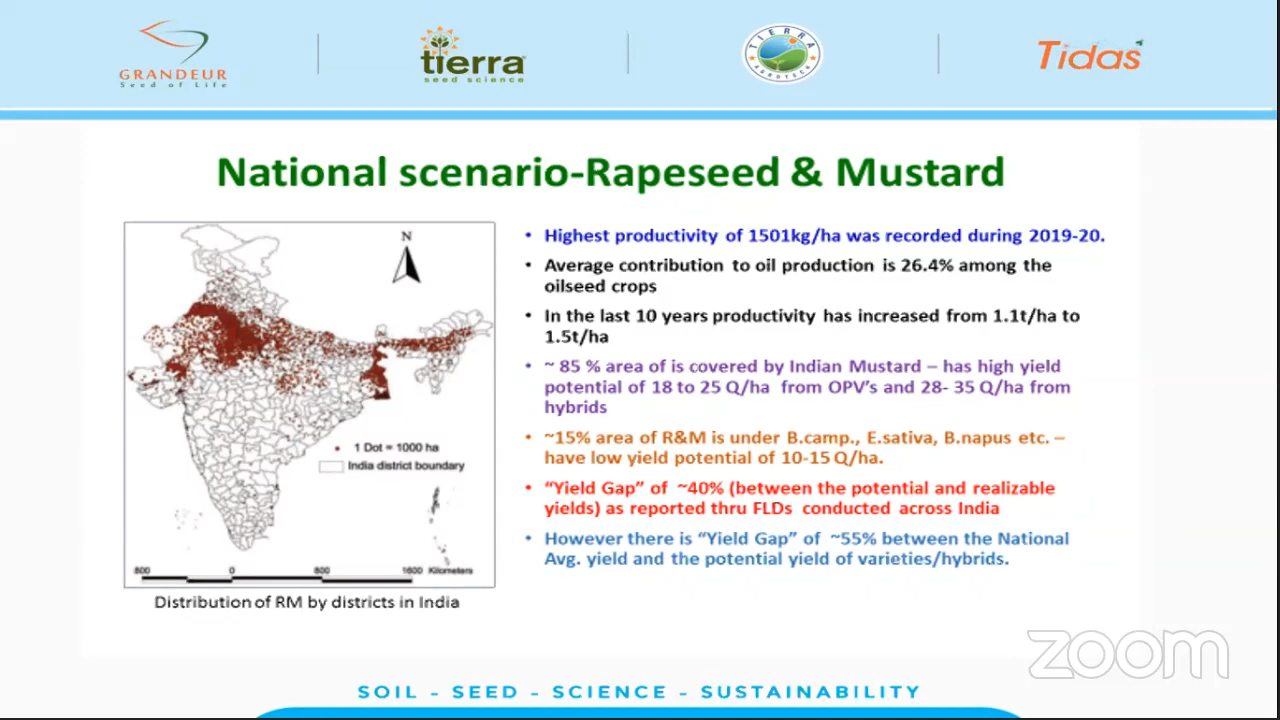 GRANDEUR
Seed of Life
tierra
seed science
TIERRA
AGROTECH
Tidas
National scenario-Rapeseed & Mustard
N
1 Dot = 1000 ha
India district boundary
800 0 800 1600 Kilometers
Distribution of RM by districts in India
• Highest productivity of 1501kg/ha was recorded during 2019-20.
• Average contribution to oil production is 26.4% among the
oilseed crops
• In the last 10 years productivity has increased from 1.1t/ha to
1.5t/ha
• ~ 85 % area of is covered by Indian Mustard – has high yield
potential of 18 to 25 Q/ha from OPV’s and 28- 35 Q/ha from
hybrids
• ~15% area of R&M is under B.camp., E.sativa, B.napus etc. –
have low yield potential of 10-15 Q/ha.
• “Yield Gap” of ~40% (between the potential and realizable
yields) as reported thru FLDs conducted across India
• However there is “Yield Gap” of ~55% between the National
Avg. yield and the potential yield of varieties/hybrids.
zoom
SOIL - SEED - SCIENCE - SUSTAINABILITY